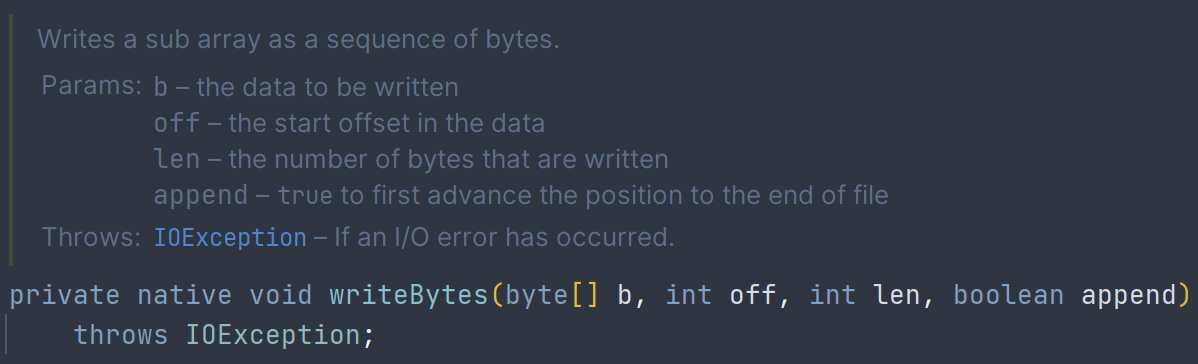 Writes a sub array as a sequence of bytes.
Params: b – the data to be written
off – the start offset in the data
len – the number of bytes that are written
append – true to first advance the position to the end of file
Throws: IOException – If an I/O error has occurred.
private native void writeBytes(byte[] b, int off, int len, boolean append)
throws IOException;